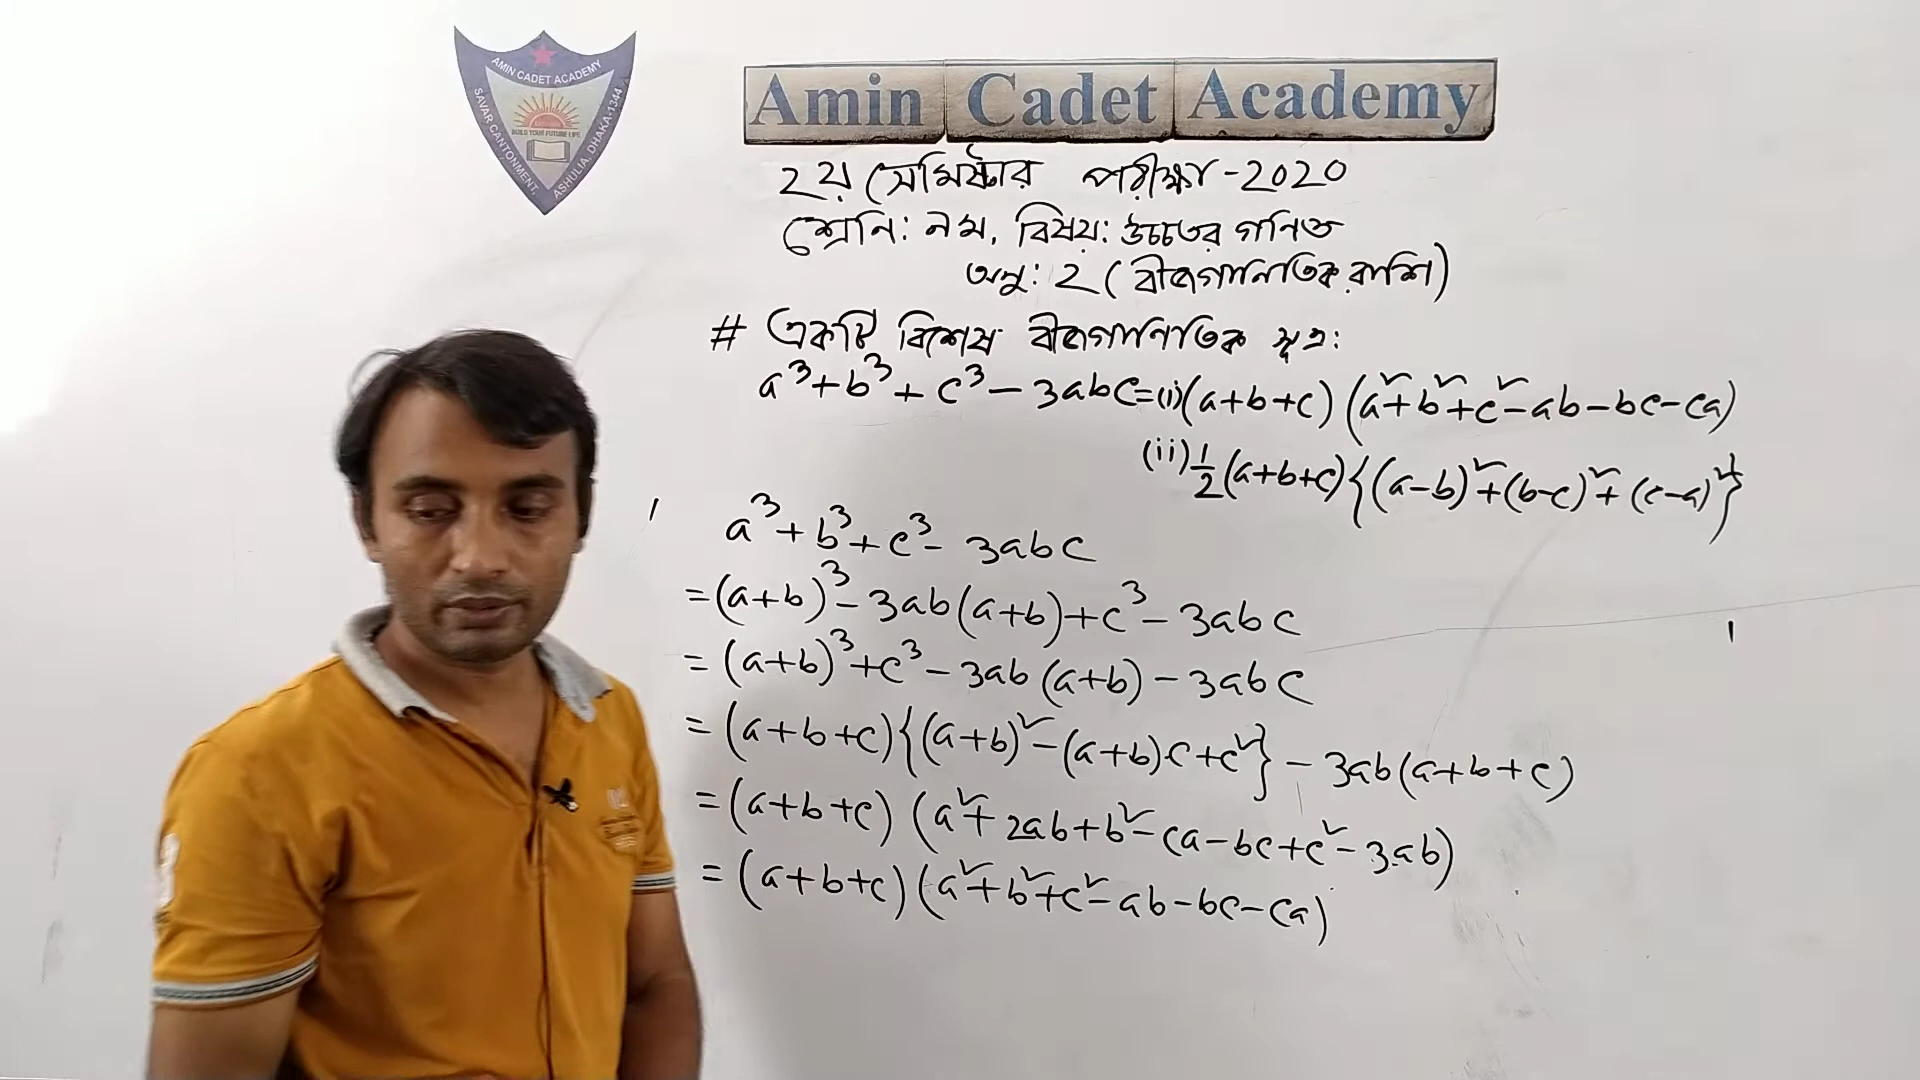 AMIN CADET ACADEMY
SAVAR CANTONMENT,
ASHULIA, DHAKA-1344
BUILD YOUR FUTURE LIFE
Amin Cadet Academy
2য় সেমিষ্টার পরীক্ষা-2020
শ্রেনি: নবম, বিষয়: উচ্চতর গনিত
অনু: 2 (বীজগানিতিক রাশি)
# একটি বিশেষ বীজগানিতিক সূত্র:
a³+b³+c³-3abc=(i)(a+b+c)(a²+b²+c²-ab-bc-ca)
(ii)½(a+b+c){(a-b)²+(b-c)²+(c-a)²}
a³+b³+c³-3abc
=(a+b)³-3ab(a+b)+c³-3abc
=(a+b)³+c³-3ab(a+b)-3abc
=(a+b+c){(a+b)²-(a+b).c+c²}-3ab(a+b+c)
=(a+b+c)(a²+2ab+b²-ca-bc+c²-3ab)
=(a+b+c)(a²+b²+c²-ab-bc-ca)